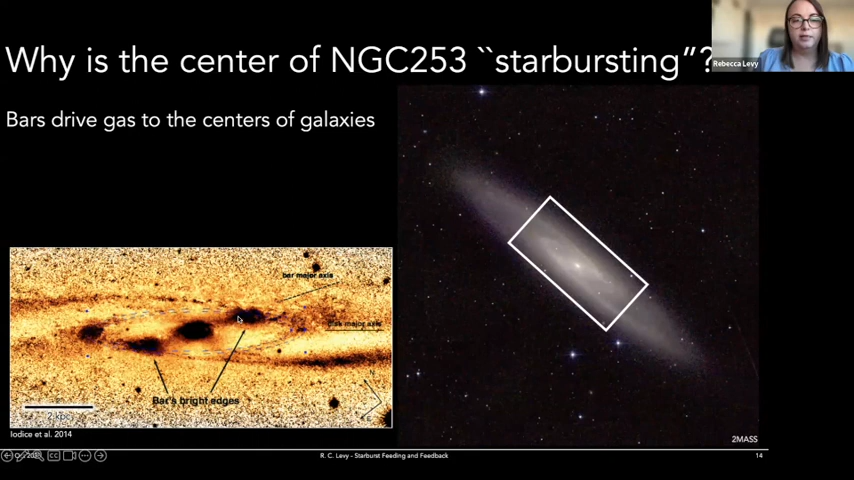 Why is the center of NGC253 ``starbursting”?
Rebecca Levy
Bars drive gas to the centers of galaxies
bar major axis
disk major axis
Bar's bright edges
N
E
2 kpc
Iodice et al. 2014
2MASS
R. C. Levy - Starburst Feeding and Feedback
14